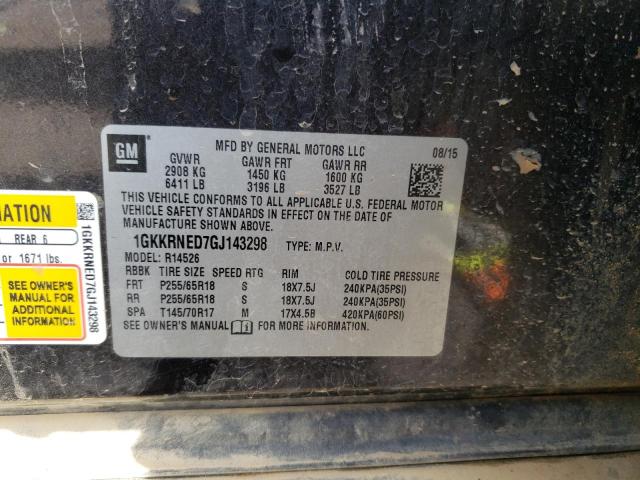 GM
MFD BY GENERAL MOTORS LLC
08/15
GVWR GAWR FRT GAWR RR
2908 KG 1450 KG 1600 KG
6411 LB 3196 LB 3527 LB
THIS VEHICLE CONFORMS TO ALL APPLICABLE U.S. FEDERAL MOTOR
VEHICLE SAFETY STANDARDS IN EFFECT ON THE DATE OF
MANUFACTURE SHOWN ABOVE.
1GKKRNED7GJ143298 TYPE: M.P.V.
MODEL: R14526
RBBK TIRE SIZE SPEED RTG RIM COLD TIRE PRESSURE
FRT P255/65R18 S 18X7.5J 240KPA(35PSI)
RR P255/65R18 S 18X7.5J 240KPA(35PSI)
SPA T145/70R17 M 17X4.5B 420KPA(60PSI)
SEE OWNER'S MANUAL FOR MORE INFORMATION.
MATION
REAR 6
or 1671 lbs.
SEE OWNER'S
MANUAL FOR
ADDITIONAL
INFORMATION
1GKKRNED7GJ143298